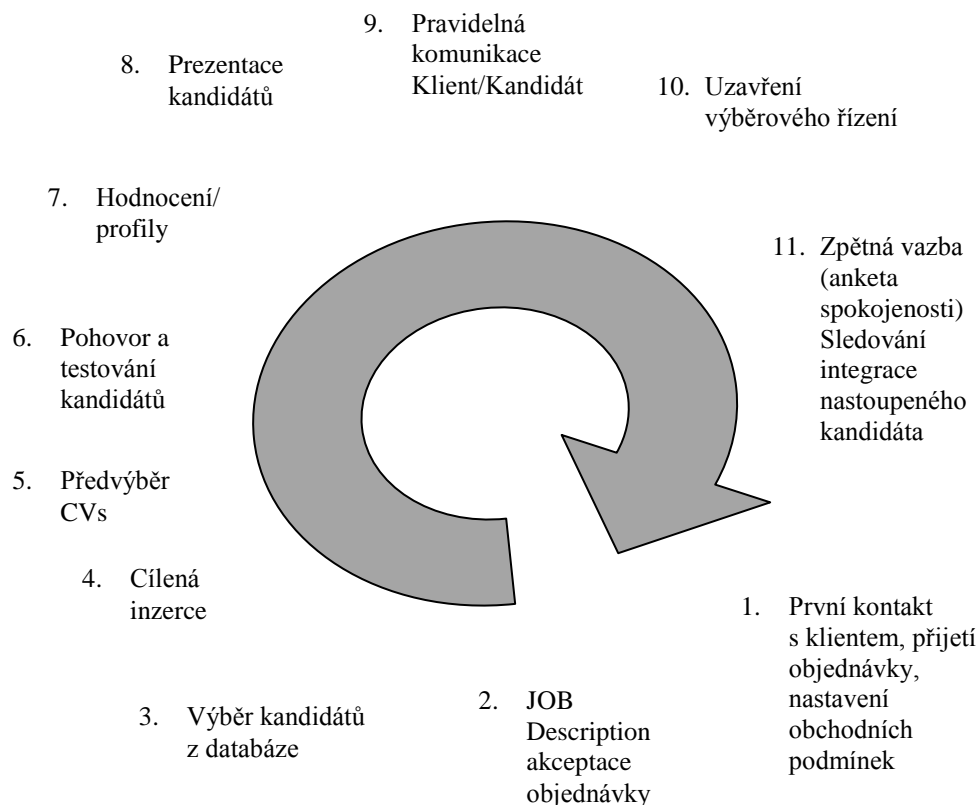 9. Pravidelná
komunikace
Klient/Kandidát
8. Prezentace
kandidátů
10. Uzavření
výběrového řízení
7. Hodnocení/
profily
11. Zpětná vazba
(anketa
spokojenosti)
Sledování
integrace
nastoupeného
kandidáta
6. Pohovor a
testování
kandidátů
5. Předvýběr
CVs
4. Cílená
inzerce
1. První kontakt
s klientem, přijetí
objednávky,
nastavení
obchodních
podmínek
3. Výběr kandidátů
z databáze
2. JOB
Description
akceptace
objednávky